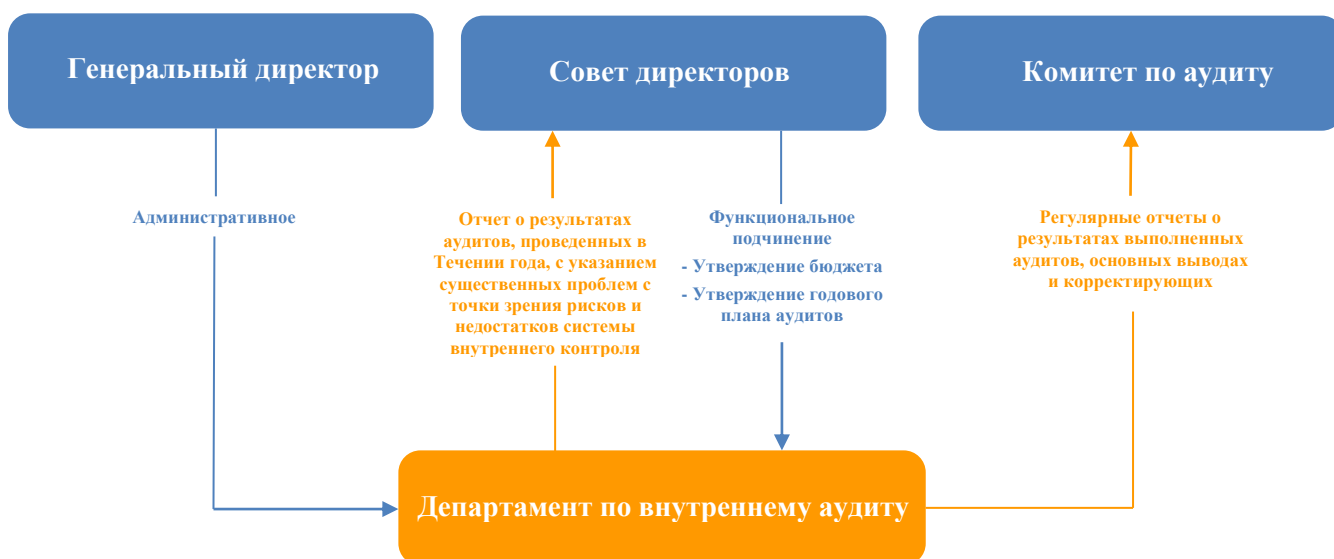 Генеральный директор
Совет директоров
Комитет по аудиту
Административное
Отчет о результатах
аудитов, проведенных в
Течении года, с указанием
существенных проблем с
точки зрения рисков и
недостатков системы
внутреннего контроля
Функциональное
подчинение
- Утверждение бюджета
- Утверждение годового
плана аудитов
Регулярные отчеты о
результатах выполненных
аудитов, основных выводах
и корректирующих
Департамент по внутреннему аудиту